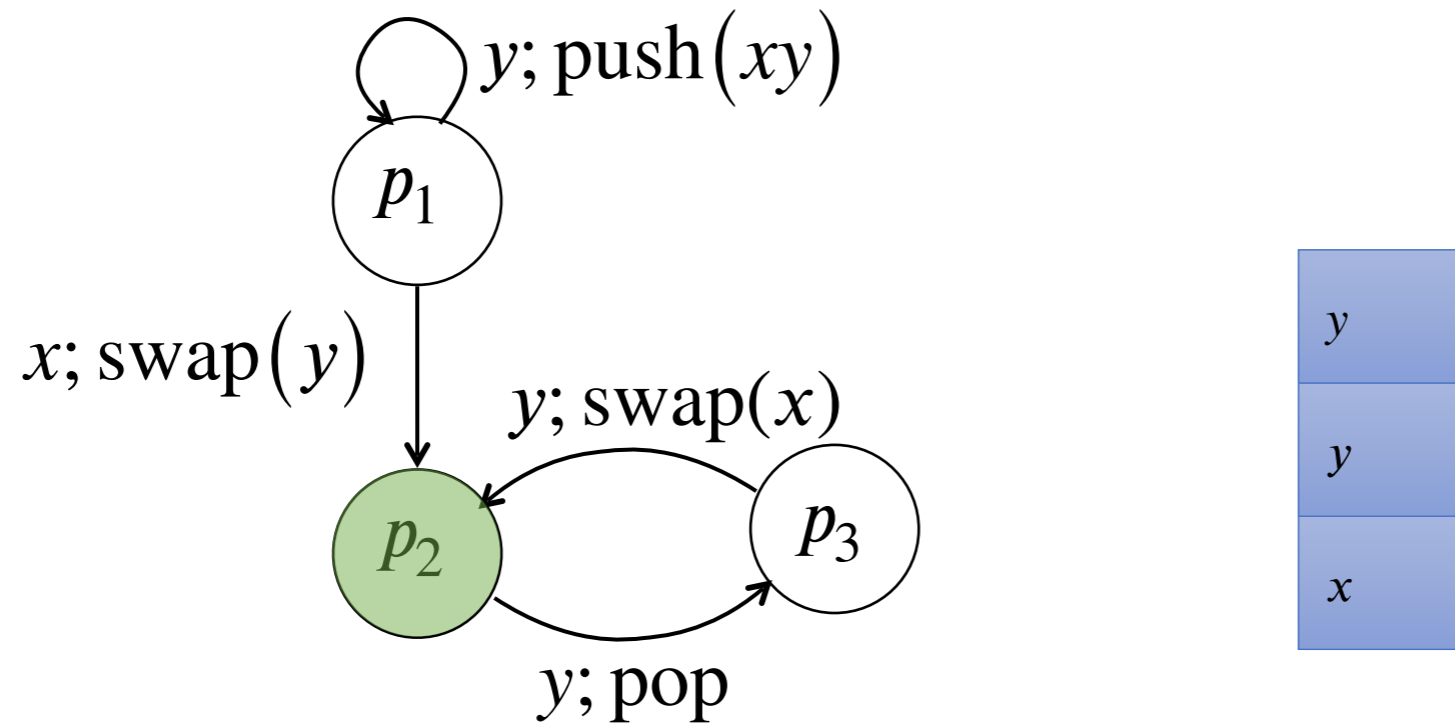 y; push(xy)
p₁
x; swap(y)
y; swap(x)
p₂
p₃
y; pop
y
y
x